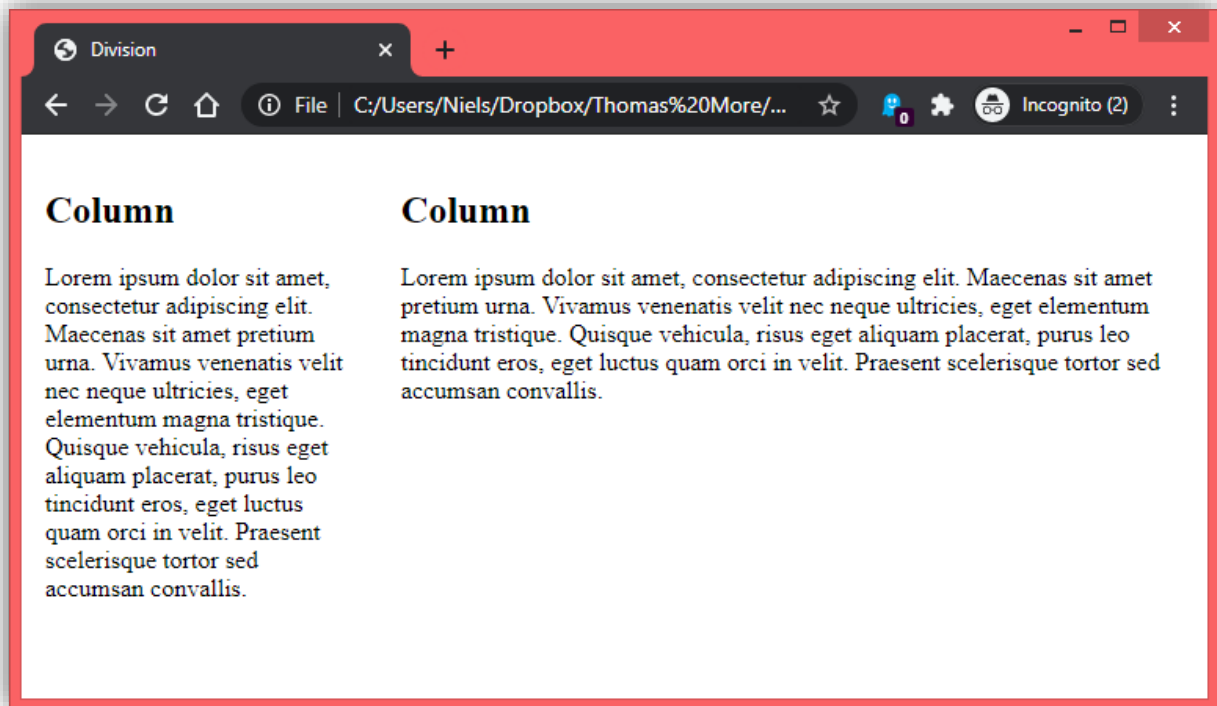 Division
File
C:/Users/Niels/Dropbox/Thomas%20More/...
0
Incognito (2)
Column
Lorem ipsum dolor sit amet,
consectetur adipiscing elit.
Maecenas sit amet pretium
urna. Vivamus venenatis velit
nec neque ultricies, eget
elementum magna tristique.
Quisque vehicula, risus eget
aliquam placerat, purus leo
tincidunt eros, eget luctus
quam orci in velit. Praesent
scelerisque tortor sed
accumsan convallis.
Column
Lorem ipsum dolor sit amet, consectetur adipiscing elit. Maecenas sit amet
pretium urna. Vivamus venenatis velit nec neque ultricies, eget elementum
magna tristique. Quisque vehicula, risus eget aliquam placerat, purus leo
tincidunt eros, eget luctus quam orci in velit. Praesent scelerisque tortor sed
accumsan convallis.